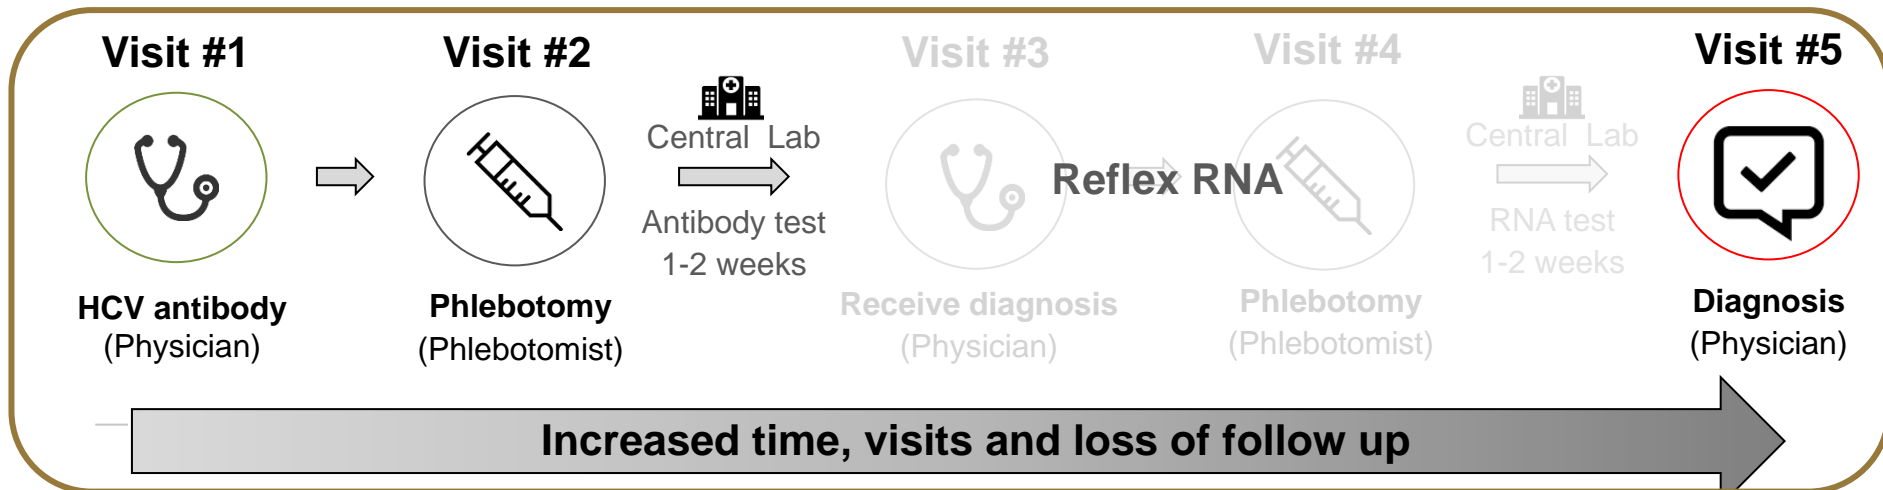 Visit #1
HCV antibody
(Physician)
Visit #2
Phlebotomy
(Phlebotomist)
Central Lab
Antibody test
1-2 weeks
Visit #3
Receive diagnosis
(Physician)
Reflex RNA
Visit #4
Phlebotomy
(Phlebotomist)
Central Lab
RNA test
1-2 weeks
Visit #5
Diagnosis
(Physician)
Increased time, visits and loss of follow up